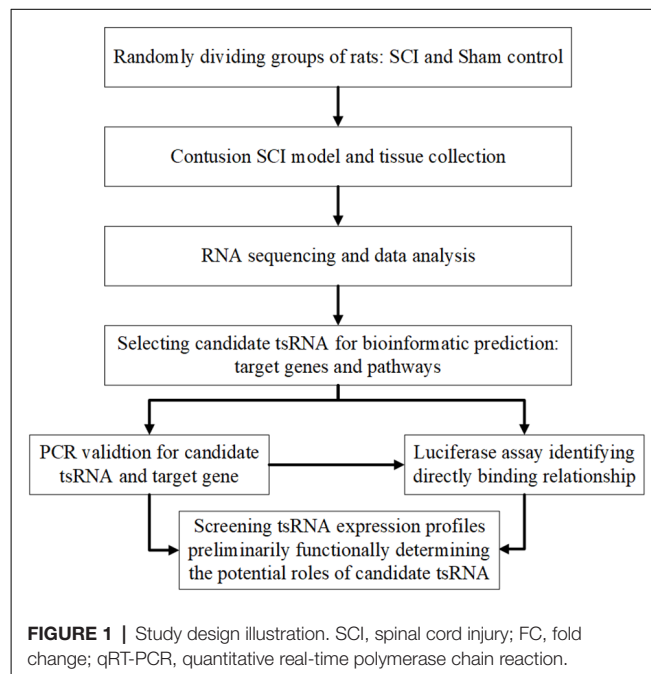 Randomly dividing groups of rats: SCI and Sham control
Contusion SCI model and tissue collection
RNA sequencing and data analysis
Selecting candidate tsRNA for bioinformatic prediction:
target genes and pathways
PCR validtion for candidate
tsRNA and target gene
Luciferase assay identifying
directly binding relationship
Screening tsRNA expression profiles
preliminarily functionally determining
the potential roles of candidate tsRNA
FIGURE 1 | Study design illustration. SCI, spinal cord injury; FC, fold
change; qRT-PCR, quantitative real-time polymerase chain reaction.